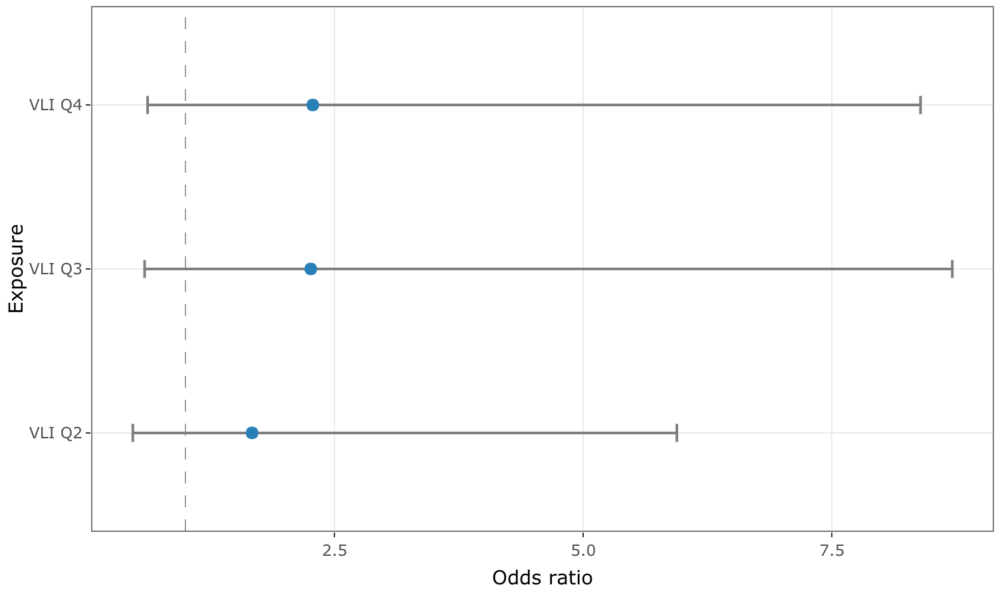 VLI Q4
VLI Q3
VLI Q2
Exposure
2.5 5.0 7.5
Odds ratio